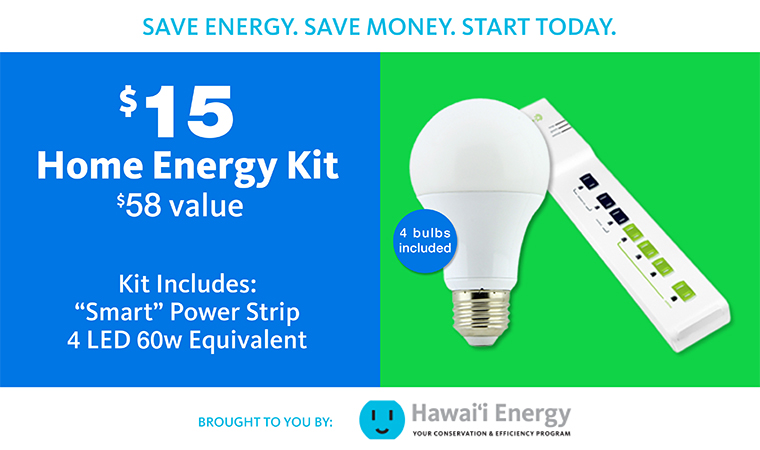 SAVE ENERGY. SAVE MONEY. START TODAY.
$15
Home Energy Kit
$58 value
Kit Includes:
“Smart” Power Strip
4 LED 60w Equivalent
4 bulbs
included
BROUGHT TO YOU BY:
Hawai‘i Energy
YOUR CONSERVATION & EFFICIENCY PROGRAM